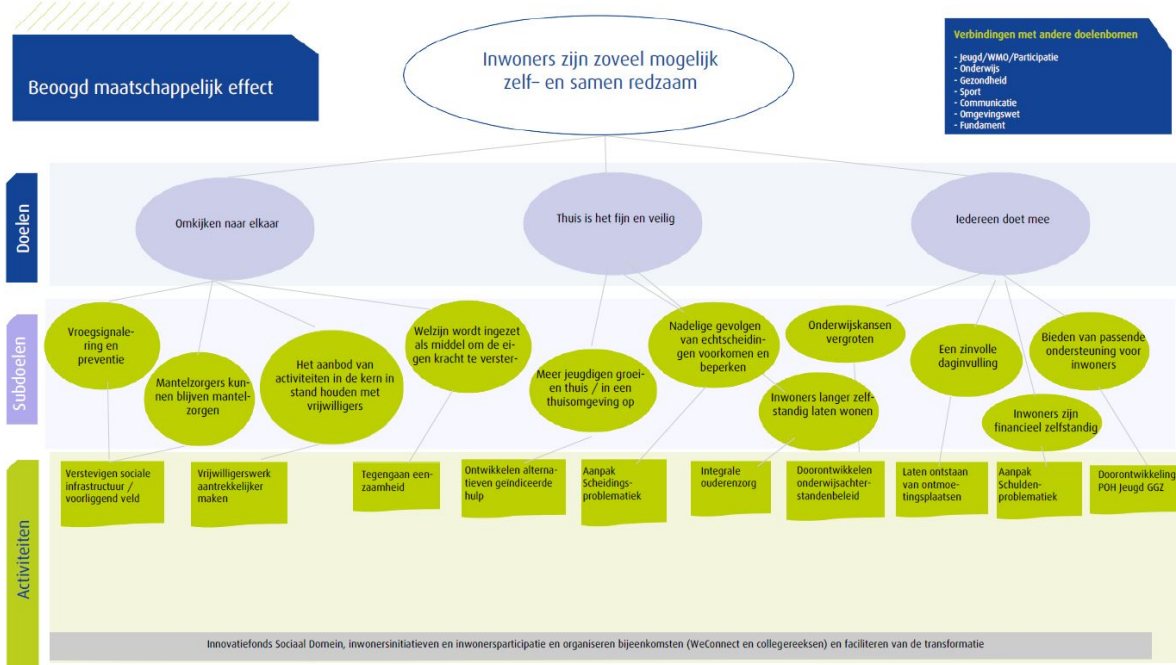 Beoogd maatschappelijk effect
Inwoners zijn zoveel mogelijk
zelf- en samen redzaam
Verbindingen met andere doelenbomen
- Jeugd/WMO/Participatie
- Onderwijs
- Gezondheid
- Sport
- Communicatie
- Omgevingswet
- Fundament
Doelen
Omkijken naar elkaar
Thuis is het fijn en veilig
Iedereen doet mee
Subdoelen
Vroegsignale-
ring en
preventie
Mantelzorgers kun-
nen blijven mantel-
zorgen
Het aanbod van
activiteiten in de kern in
stand houden met
vrijwilligers
Welzijn wordt ingezet
als middel om de ei-
gen kracht te verster-
Meer jeugdigen groei-
en thuis / in een
thuisomgeving op
Nadelige gevolgen
van echtscheidin-
gen voorkomen en
beperken
Inwoners langer zelf-
standig laten wonen
Onderwijskansen
vergroten
Een zinvolle
daginvulling
Inwoners zijn
financieel zelfstandig
Bieden van passende
ondersteuning voor
inwoners
Activiteiten
Verstevigen sociale
infrastructuur /
voorliggend veld
Vrijwilligerswerk
aantrekkelijker
maken
Tegengaan een-
zaamheid
Ontwikkelen alterna-
tieven geïndiceerde
hulp
Aanpak
Scheidings-
problematiek
Integrale
ouderenzorg
Doorontwikkelen
onderwijsachter-
standenbeleid
Laten ontstaan
van ontmoe-
tingsplaatsen
Aanpak
Schulden-
problematiek
Doorontwikkeling
POH Jeugd GGZ
Innovatiefonds Sociaal Domein, inwonersinitiatieven en inwonersparticipatie en organiseren bijeenkomsten (WeConnect en collegereeksen) en faciliteren van de transformatie